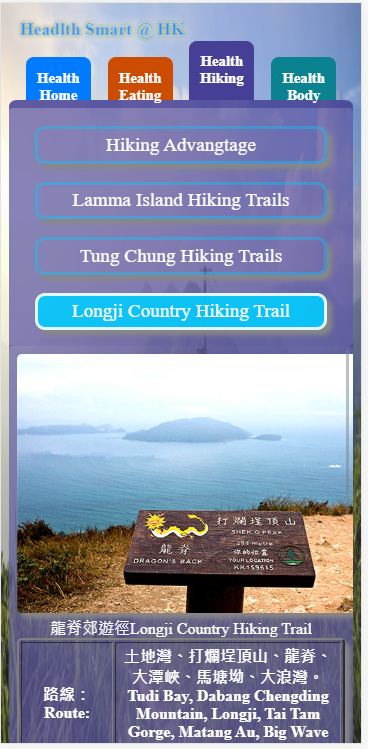 Headlth Smart @ HK
Health
Home
Health
Eating
Health
Hiking
Health
Body
Hiking Advangtage
Lamma Island Hiking Trails
Tung Chung Hiking Trails
Longji Country Hiking Trail
打爛埕頂山
SHEK O PEAK
284 metre
你的位置
YOUR LOCATION
KK159615
龍脊
DRAGON'S BACK
龍脊郊遊徑Longji Country Hiking Trail
路線：
Route:
土地灣、打爛埕頂山、龍脊、
大潭峽、馬塘坳、大浪灣。
Tudi Bay, Dabang Chengding
Mountain, Longji, Tai Tam
Gorge, Matang Au, Big Wave